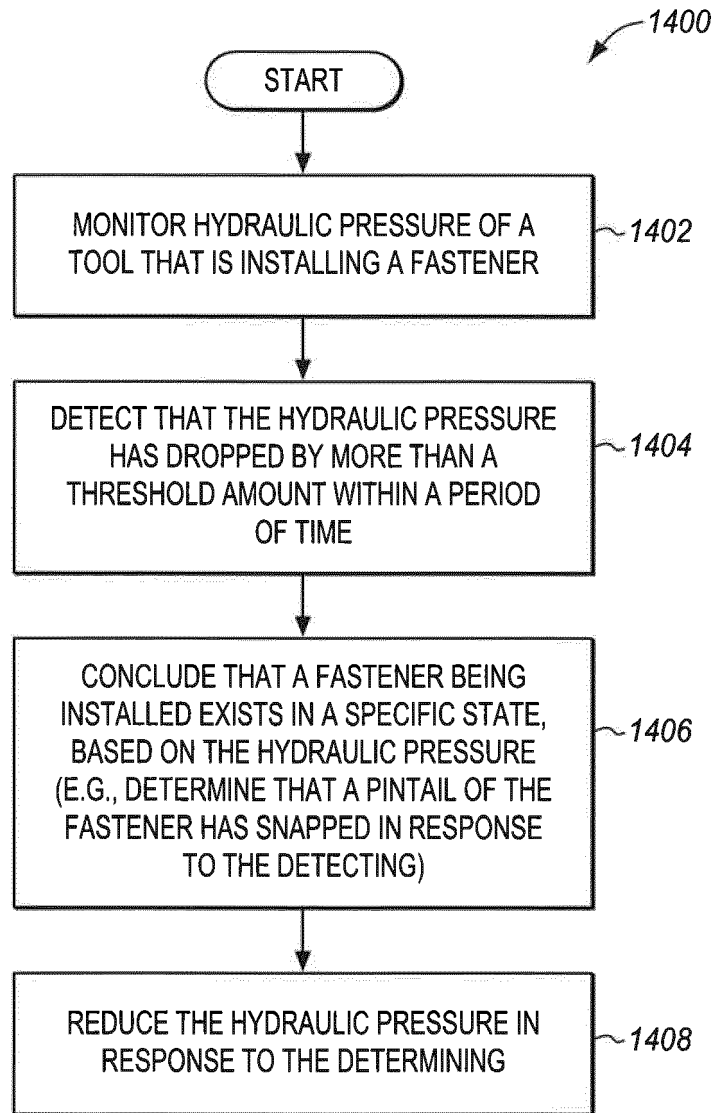 1400
START
MONITOR HYDRAULIC PRESSURE OF A
TOOL THAT IS INSTALLING A FASTENER
1402
DETECT THAT THE HYDRAULIC PRESSURE
HAS DROPPED BY MORE THAN A
THRESHOLD AMOUNT WITHIN A PERIOD
OF TIME
1404
CONCLUDE THAT A FASTENER BEING
INSTALLED EXISTS IN A SPECIFIC STATE,
BASED ON THE HYDRAULIC PRESSURE
(E.G., DETERMINE THAT A PINTAIL OF THE
FASTENER HAS SNAPPED IN RESPONSE
TO THE DETECTING)
1406
REDUCE THE HYDRAULIC PRESSURE IN
RESPONSE TO THE DETERMINING
1408